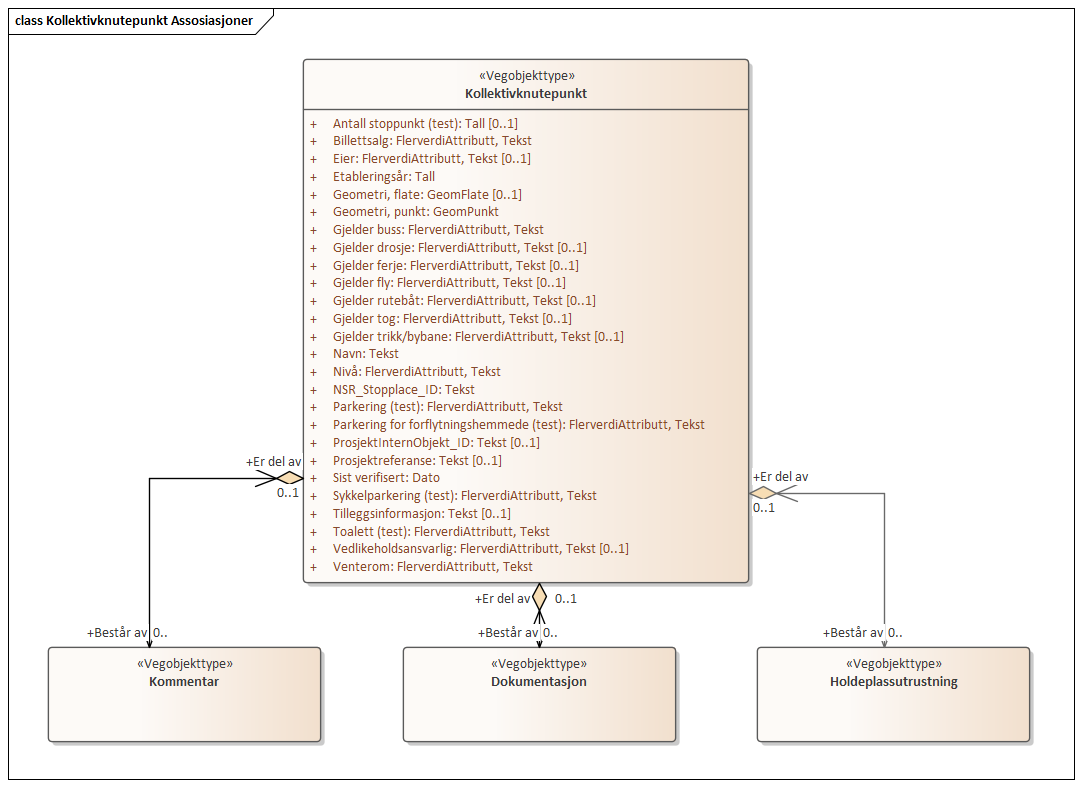 class Kollektivknutepunkt Assosiasjoner
«Vegobjekttype»
Kollektivknutepunkt
+ Antall stoppunkt (test): Tall [0..1]
+ Billettsalg: FlerverdiAttributt, Tekst
+ Eier: FlerverdiAttributt, Tekst [0..1]
+ Etableringsår: Tall
+ Geometri, flate: GeomFlate [0..1]
+ Geometri, punkt: GeomPunkt
+ Gjelder buss: FlerverdiAttributt, Tekst
+ Gjelder drosje: FlerverdiAttributt, Tekst [0..1]
+ Gjelder ferje: FlerverdiAttributt, Tekst [0..1]
+ Gjelder fly: FlerverdiAttributt, Tekst [0..1]
+ Gjelder rutebåt: FlerverdiAttributt, Tekst [0..1]
+ Gjelder tog: FlerverdiAttributt, Tekst [0..1]
+ Gjelder trikk/bybane: FlerverdiAttributt, Tekst [0..1]
+ Navn: Tekst
+ Nivå: FlerverdiAttributt, Tekst
+ NSR_Stopplace_ID: Tekst
+ Parkering (test): FlerverdiAttributt, Tekst
+ Parkering for forflytningshemmede (test): FlerverdiAttributt, Tekst
+ ProsjektInternObjekt_ID: Tekst [0..1]
+ Prosjektreferanse: Tekst [0..1]
+ Sist verifisert: Dato
+ Sykkelparkering (test): FlerverdiAttributt, Tekst
+ Tilleggsinformasjon: Tekst [0..1]
+ Toalett (test): FlerverdiAttributt, Tekst
+ Vedlikeholdsansvarlig: FlerverdiAttributt, Tekst [0..1]
+ Venterom: FlerverdiAttributt, Tekst
+Er del av
0..1
+Er del av
0..1
+Er del av 0..1
+Består av 0..
+Består av 0..
+Består av 0..
«Vegobjekttype»
Kommentar
«Vegobjekttype»
Dokumentasjon
«Vegobjekttype»
Holdeplassutrustning